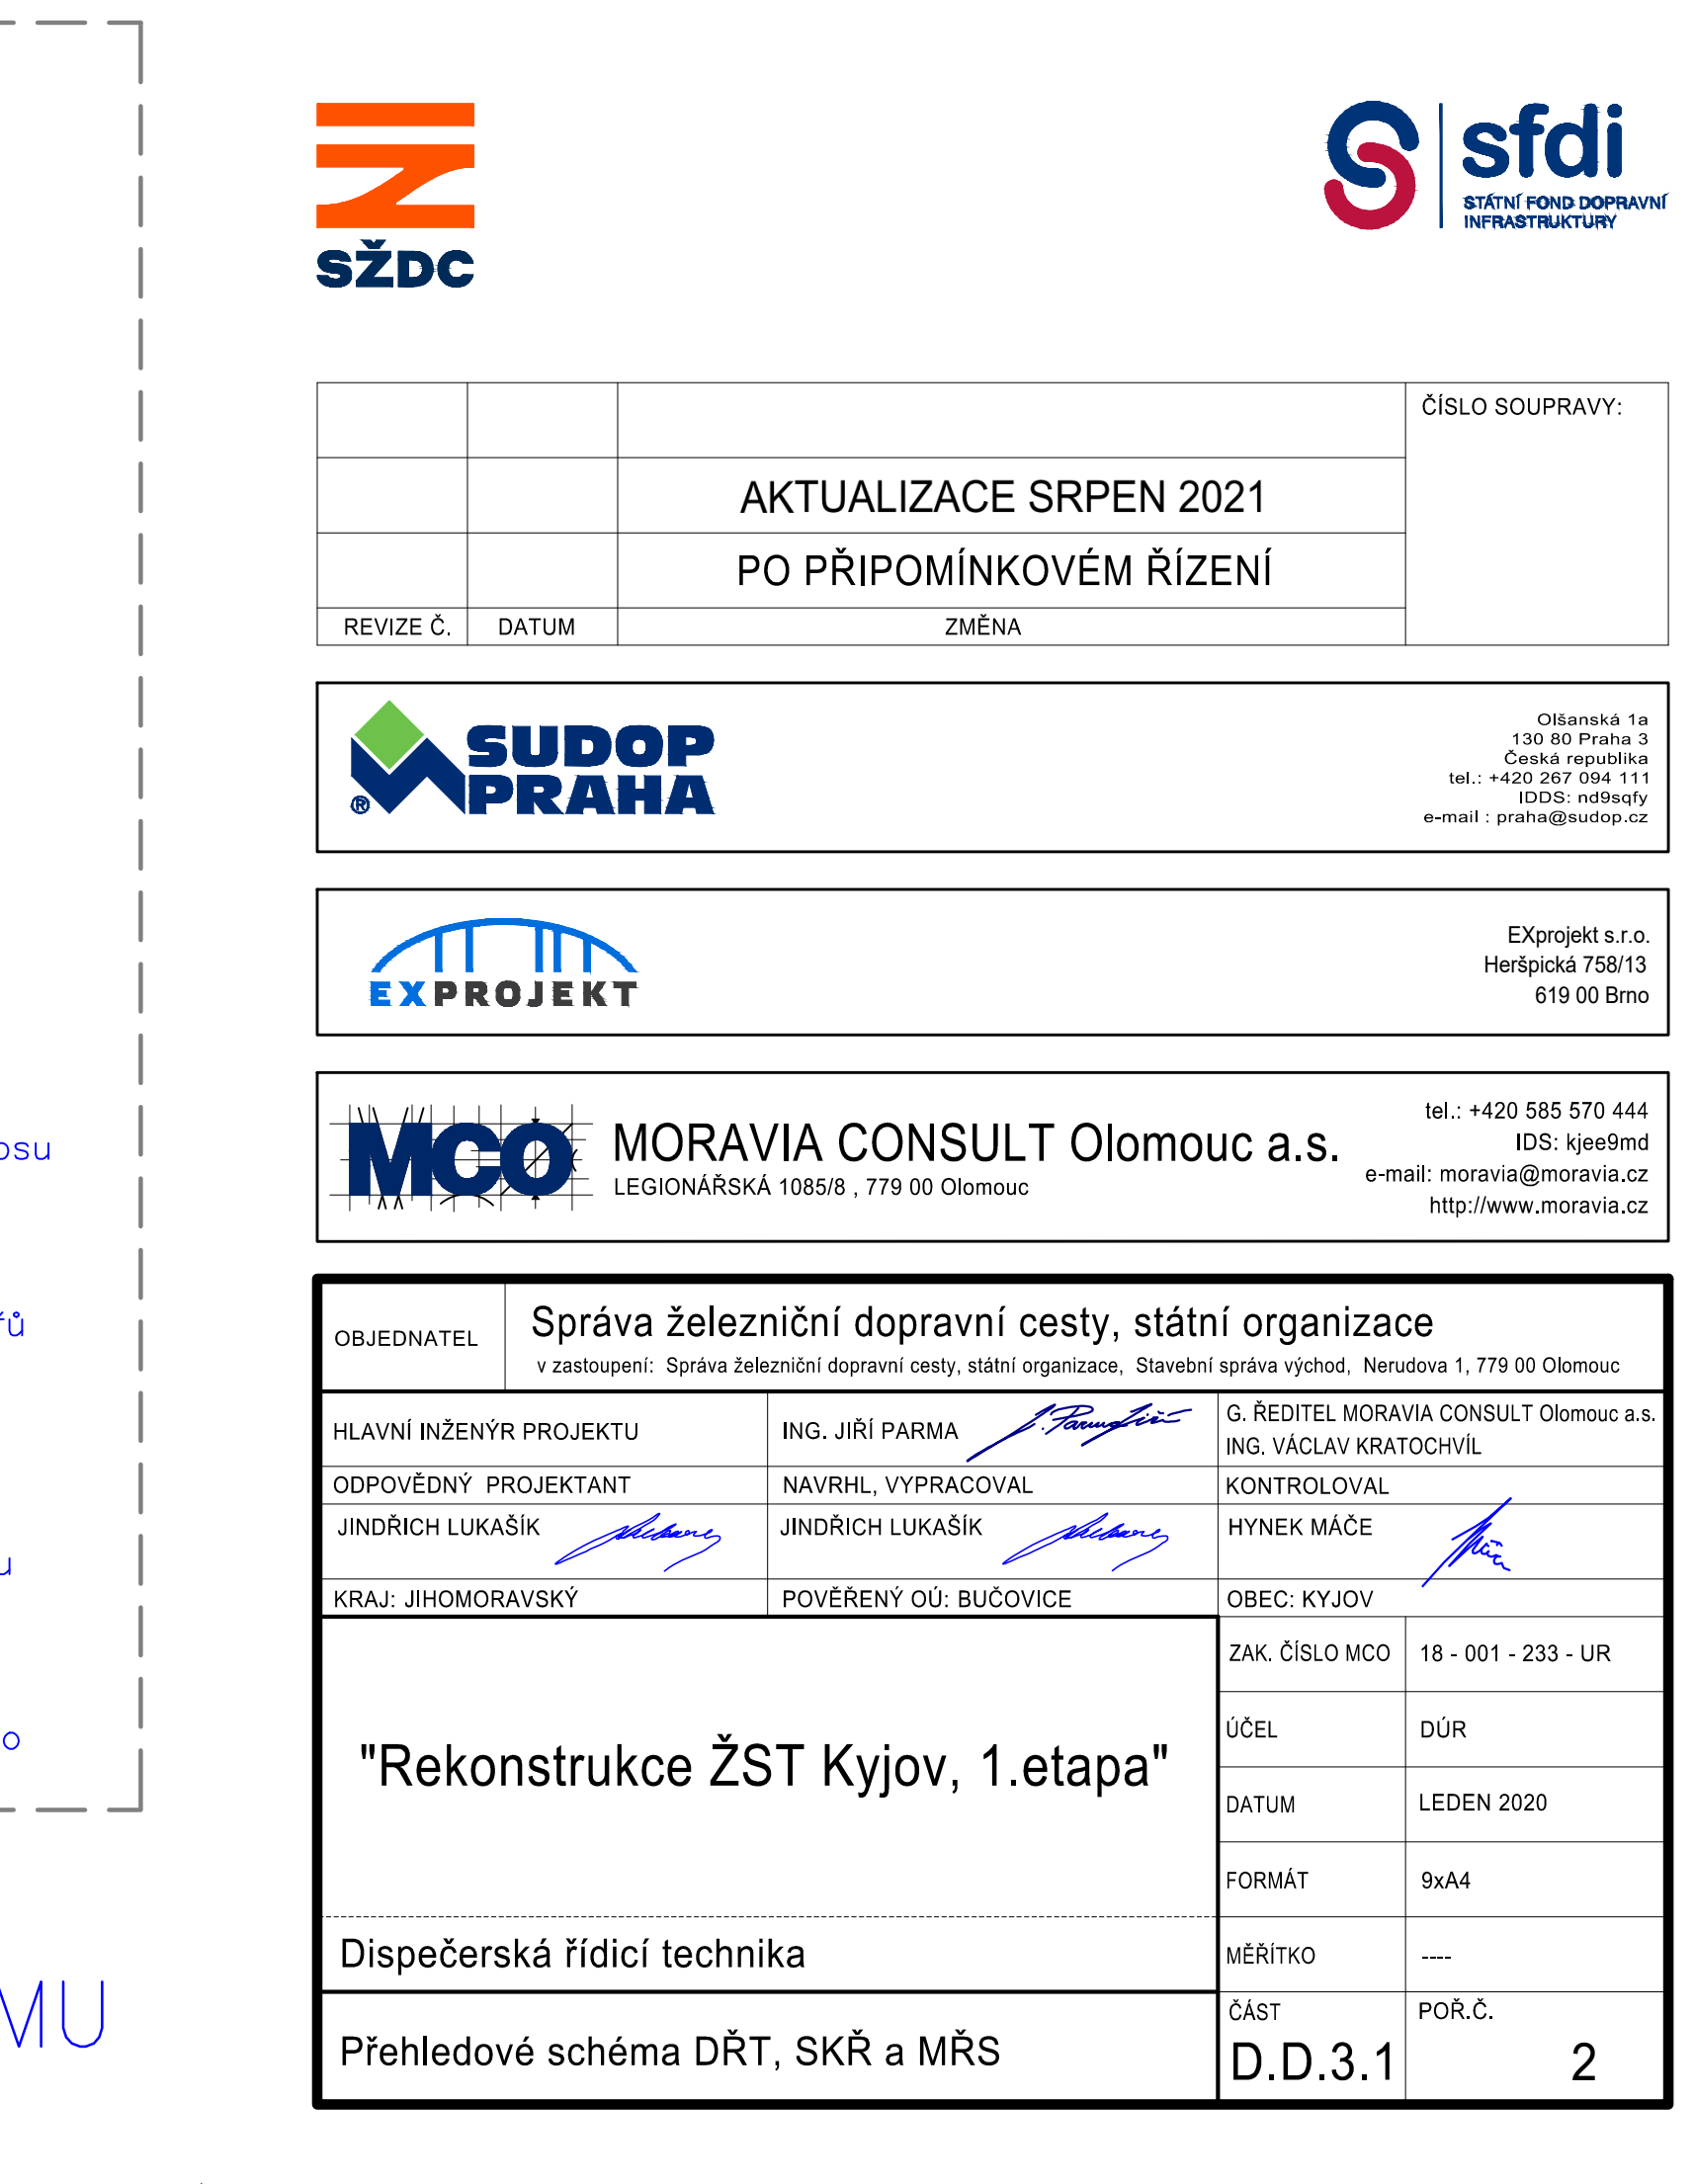 SŽDC
sfdi
STÁTNÍ FOND DOPRAVNÍ
INFRASTRUKTURY
ČÍSLO SOUPRAVY:
AKTUALIZACE SRPEN 2021
PO PŘIPOMÍNKOVÉM ŘÍZENÍ
REVIZE Č. DATUM ZMĚNA
SUDOP
PRAHA
®
Olšanská 1a
130 80 Praha 3
Česká republika
tel.: +420 267 094 111
IDDS: nd9sqfy
e-mail : praha@sudop.cz
EXPROJEKT
EXprojekt s.r.o.
Heršpická 758/13
619 00 Brno
MCO
MORAVIA CONSULT Olomouc a.s.
LEGIONÁŘSKÁ 1085/8 , 779 00 Olomouc
tel.: +420 585 570 444
IDS: kjee9md
e-mail: moravia@moravia.cz
http://www.moravia.cz
OBJEDNATEL
Správa železniční dopravní cesty, státní organizace
v zastoupení: Správa železniční dopravní cesty, státní organizace, Stavební správa východ, Nerudova 1, 779 00 Olomouc
HLAVNÍ INŽENÝR PROJEKTU
ING. JIŘÍ PARMA
J. Parma Jiří
G. ŘEDITEL MORAVIA CONSULT Olomouc a.s.
ING. VÁCLAV KRATOCHVÍL
ODPOVĚDNÝ PROJEKTANT
NAVRHL, VYPRACOVAL
KONTROLOVAL
JINDŘICH LUKAŠÍK
JINDŘICH LUKAŠÍK
HYNEK MÁČE
KRAJ: JIHOMORAVSKÝ
POVĚŘENÝ OÚ: BUČOVICE
OBEC: KYJOV
"Rekonstrukce ŽST Kyjov, 1.etapa"
ZAK. ČÍSLO MCO 18 - 001 - 233 - UR
ÚČEL DÚR
DATUM LEDEN 2020
FORMÁT 9xA4
Dispečerská řídicí technika
MĚŘÍTKO ----
Přehledové schéma DŘT, SKŘ a MŘS
ČÁST POŘ.Č.
D.D.3.1 2
osu
řů
u
o
MU